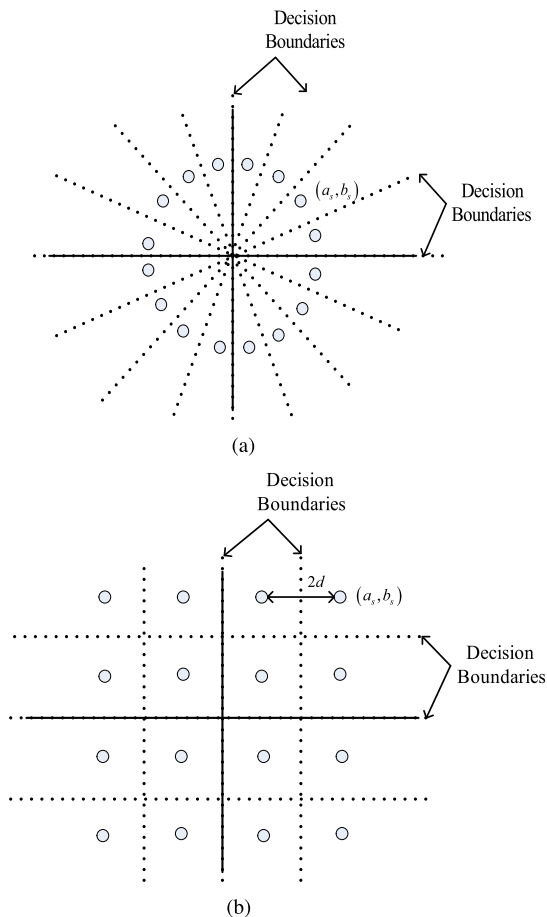 Decision
Boundaries
(a_s, b_s)
Decision
Boundaries
(a)
Decision
Boundaries
2d
(a_s, b_s)
Decision
Boundaries
(b)